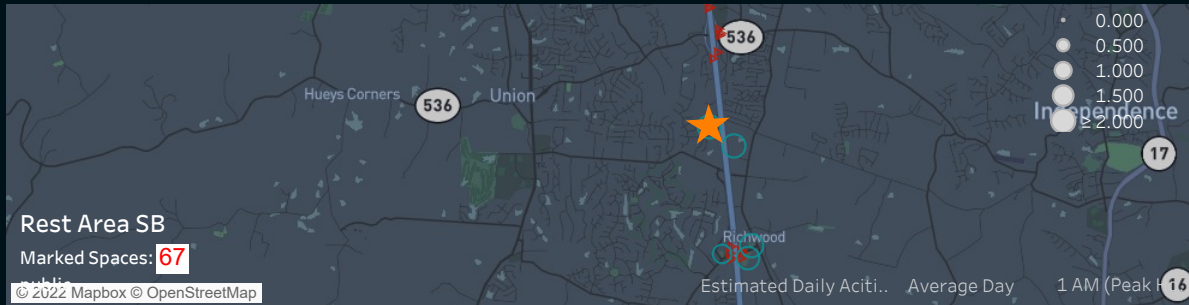 536
0.000
0.500
1.000
1.500
≥ 2.000
Hueys Corners
536
Union
Independence
17
Rest Area SB
Marked Spaces: 67
public
Richwood
Estimated Daily Aciti..
Average Day
1 AM (Peak H
16
© 2022 Mapbox © OpenStreetMap